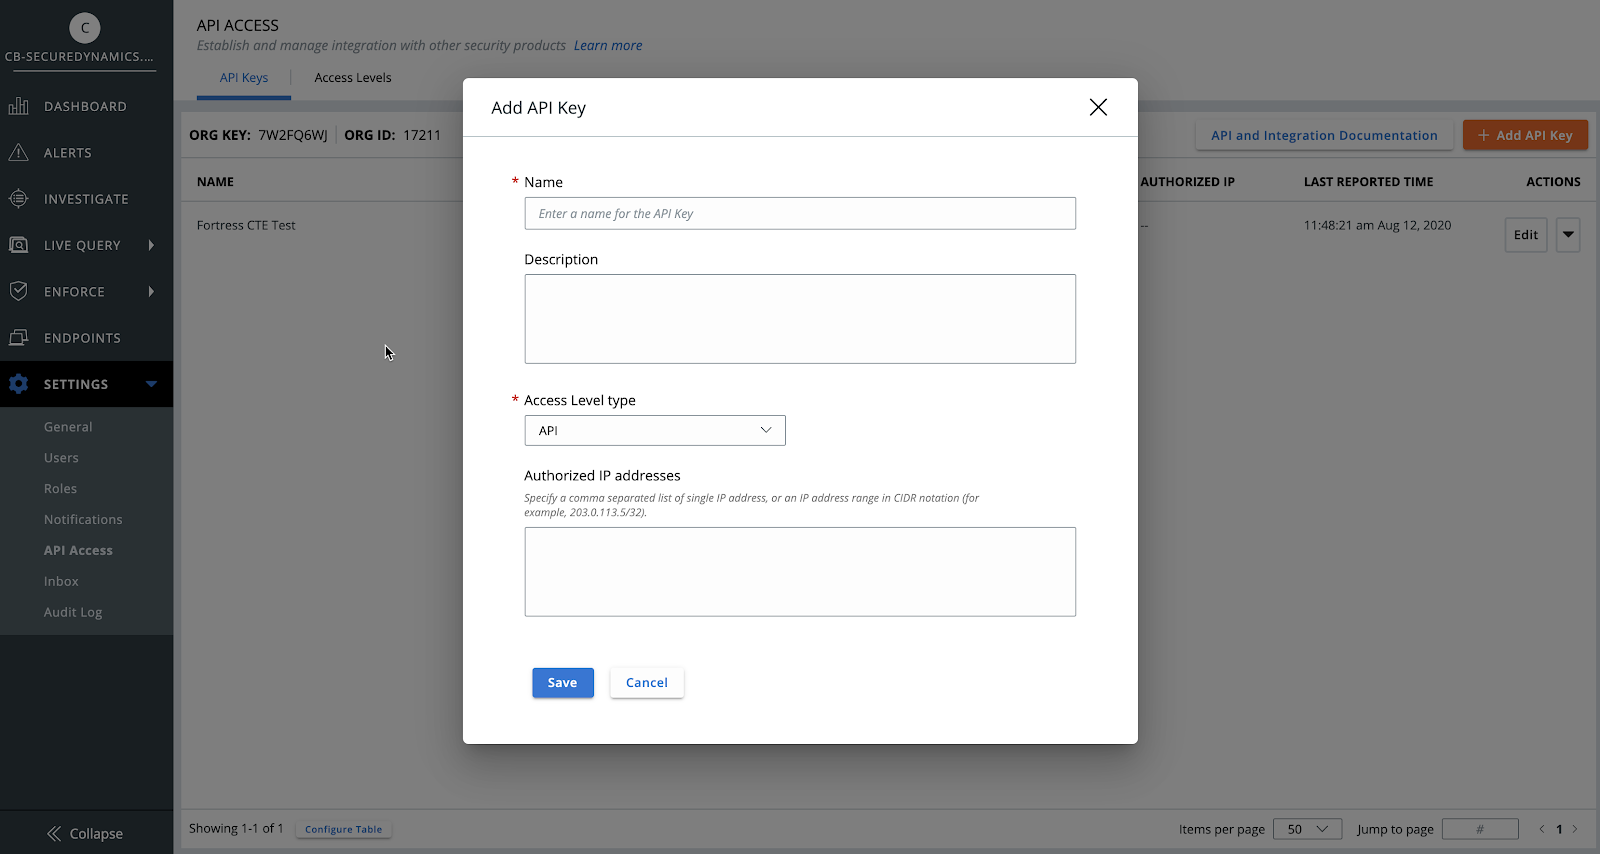 C
CB-SECUREDYNAMICS....
DASHBOARD
ALERTS
INVESTIGATE
LIVE QUERY
ENFORCE
ENDPOINTS
SETTINGS
General
Users
Roles
Notifications
API Access
Inbox
Audit Log
Collapse
API ACCESS
Establish and manage integration with other security products Learn more
API Keys
Access Levels
ORG KEY: 7W2FQ6WJ ORG ID: 17211
API and Integration Documentation
+ Add API Key
NAME
AUTHORIZED IP
LAST REPORTED TIME
ACTIONS
Fortress CTE Test
--
11:48:21 am Aug 12, 2020
Edit
Add API Key
* Name
Enter a name for the API Key
Description
* Access Level type
API
Authorized IP addresses
Specify a comma separated list of single IP address, or an IP address range in CIDR notation (for
example, 203.0.113.5/32).
Save
Cancel
Showing 1-1 of 1
Configure Table
Items per page
50
Jump to page
#
< 1 >